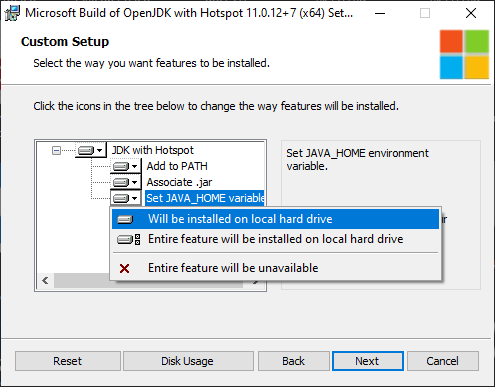 Microsoft Build of OpenJDK with Hotspot 11.0.12+7 (x64) Set...
Custom Setup
Select the way you want features to be installed.
Click the icons in the tree below to change the way features will be installed.
JDK with Hotspot
Add to PATH
Associate .jar
Set JAVA_HOME variable
Set JAVA_HOME environment
variable.
Will be installed on local hard drive
Entire feature will be installed on local hard drive
Entire feature will be unavailable
Reset
Disk Usage
Back
Next
Cancel